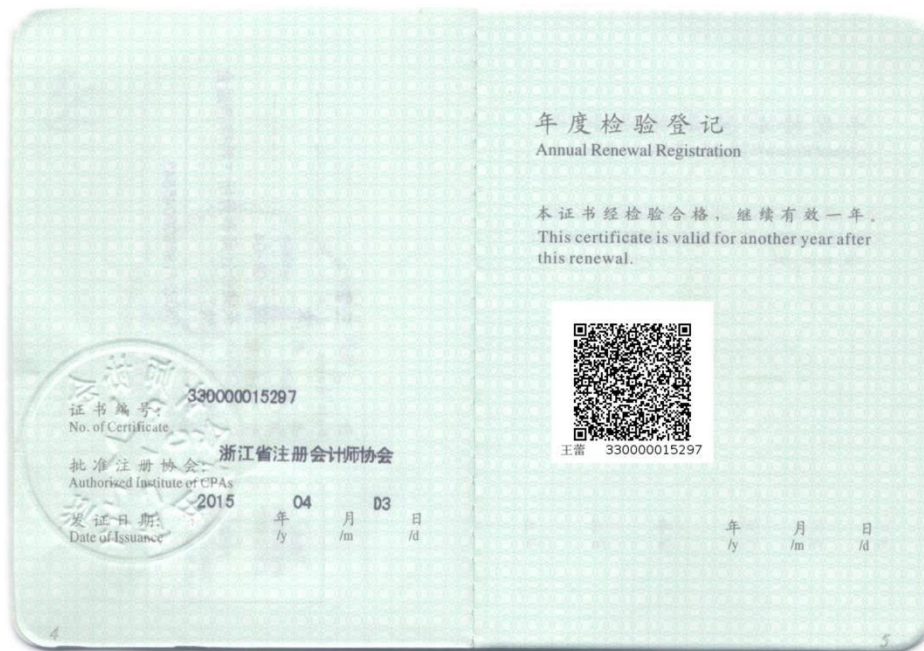 证书编号: 330000015297
No. of Certificate
批准注册协会: 浙江省注册会计师协会
Authorized Institute of CPAs
发证日期: 2015 年 04 月 D3 日
Date of Issuance /y /m /d
4
年度检验登记
Annual Renewal Registration
本证书经检验合格，继续有效一年。
This certificate is valid for another year after
this renewal.
王蕾 330000015297
年 月 日
/y /m /d
5